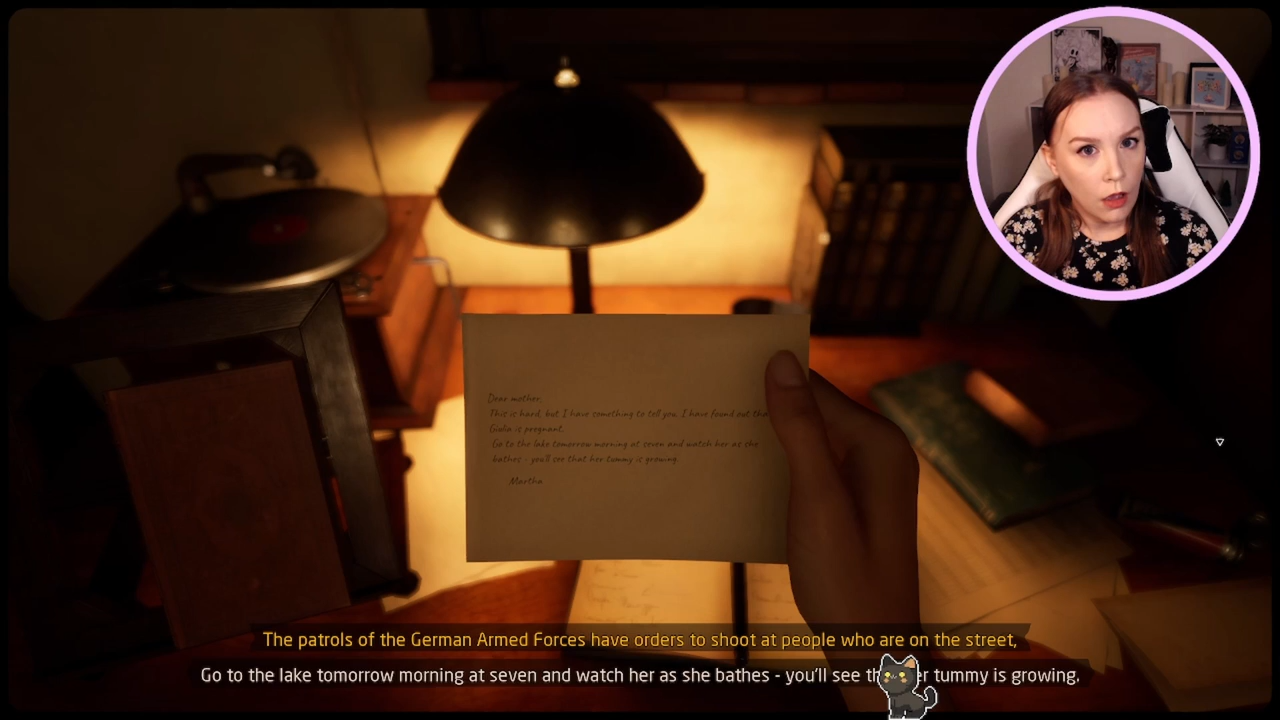 Dear mother,
This is hard, but I have something to tell you. I have found out tha
Giulia is pregnant.
Go to the lake tomorrow morning at seven and watch her as she
bathes - you'll see that her tummy is growing.
Martha
The patrols of the German Armed Forces have orders to shoot at people who are on the street,
Go to the lake tomorrow morning at seven and watch her as she bathes - you'll see th er tummy is growing.